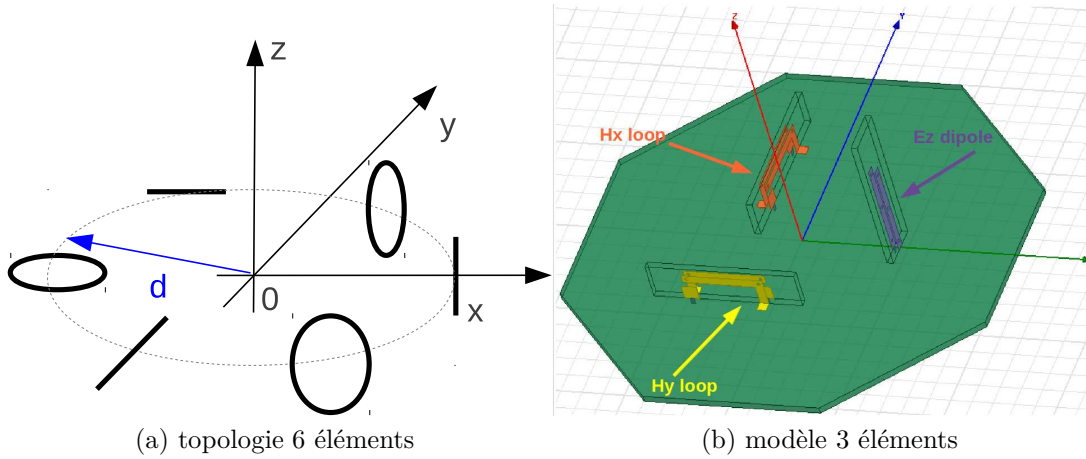 z
y
d
0
x
Z
Y
Hx loop
Ez dipole
Hy loop
(a) topologie 6 éléments
(b) modèle 3 éléments